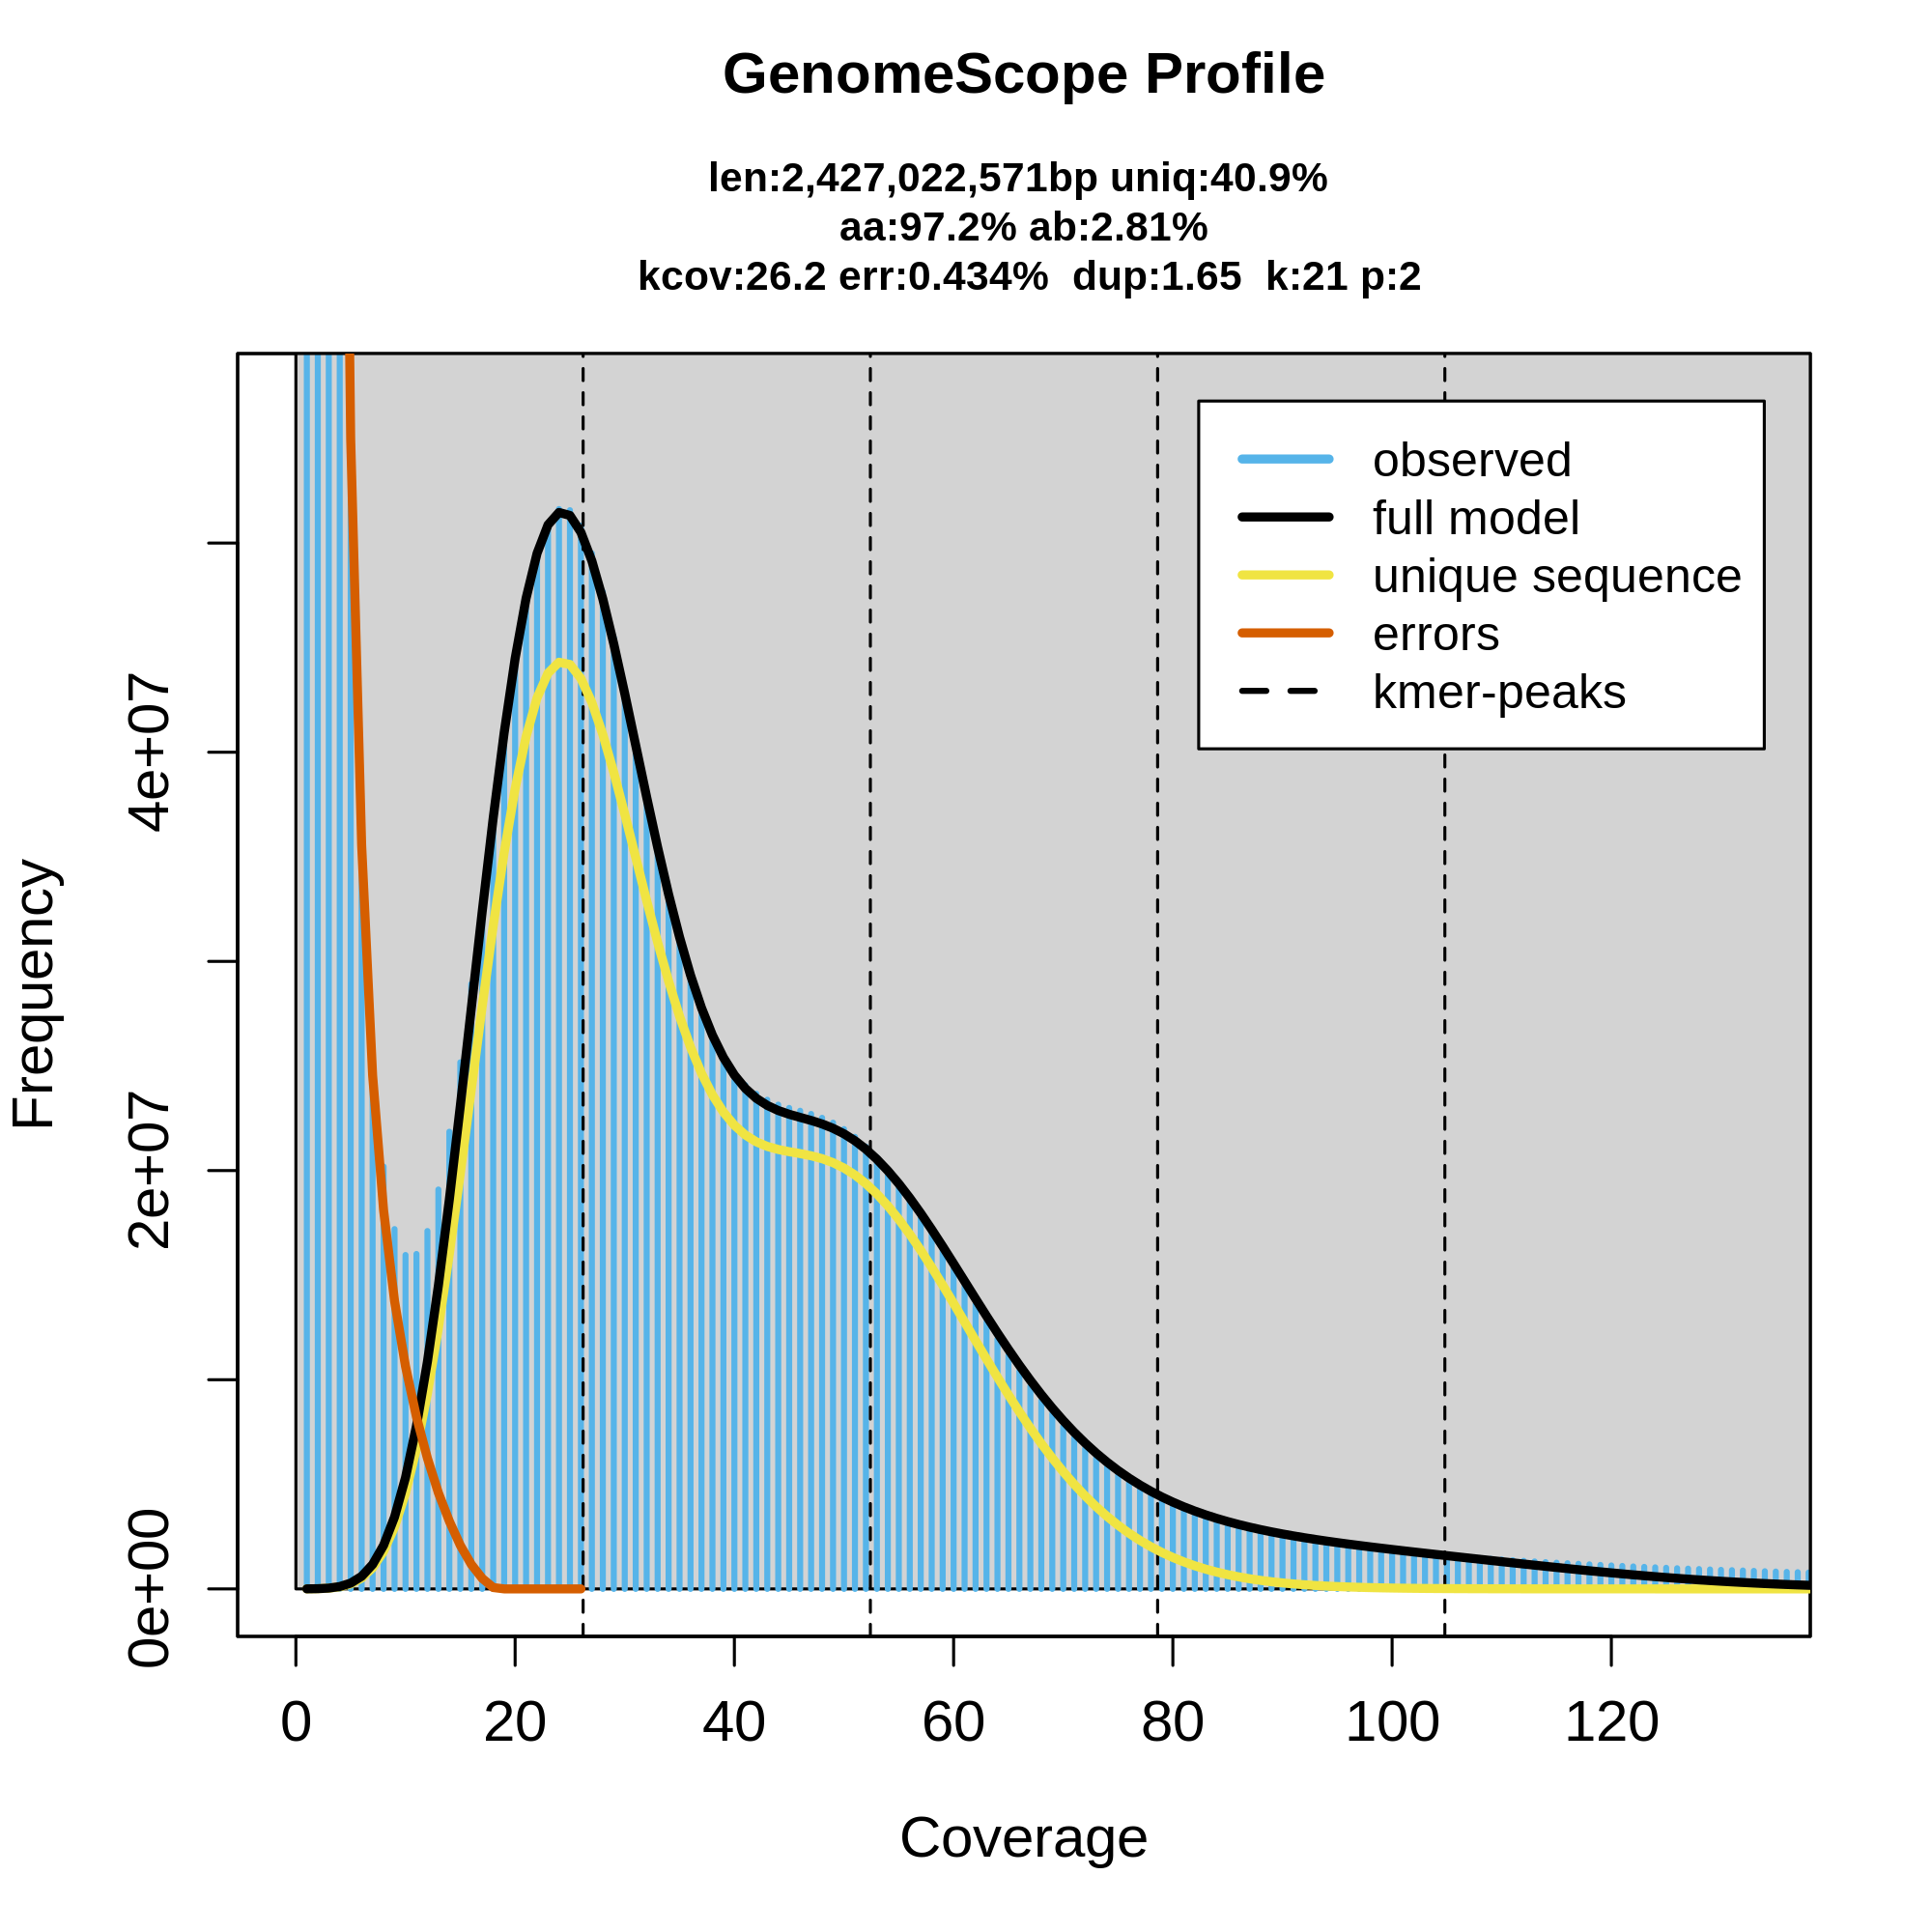 GenomeScope Profile
len:2,427,022,571bp uniq:40.9%
aa:97.2% ab:2.81%
kcov:26.2 err:0.434% dup:1.65 k:21 p:2
observed
full model
unique sequence
errors
kmer-peaks
Frequency
4e+07
2e+07
0e+00
0 20 40 60 80 100 120
Coverage